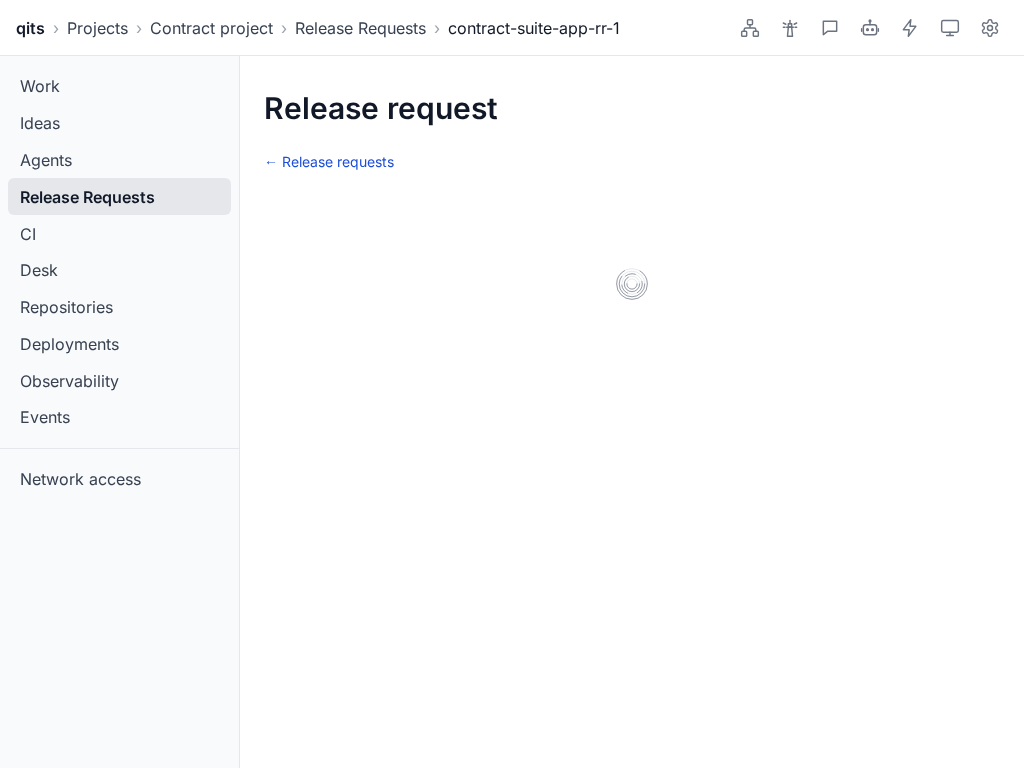 qits › Projects › Contract project › Release Requests › contract-suite-app-rr-1
Work
Ideas
Agents
Release Requests
CI
Desk
Repositories
Deployments
Observability
Events
Network access
Release request
← Release requests